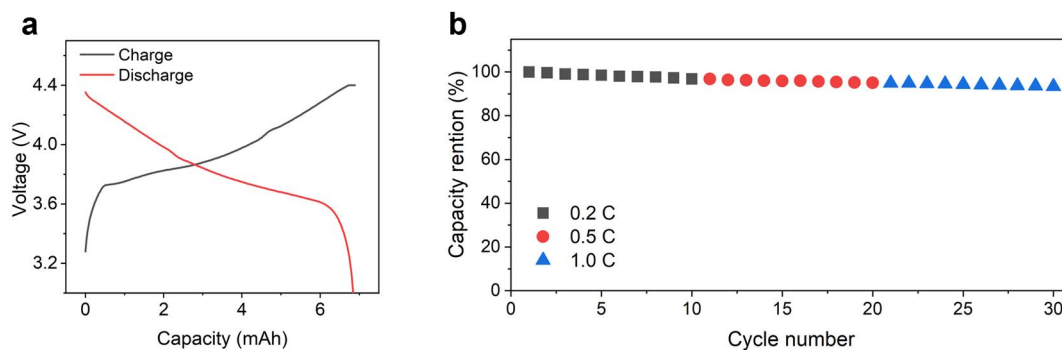 a
Charge
Discharge
4.4
4.0
3.6
3.2
Voltage (V)
0
2
4
6
Capacity (mAh)
b
100
80
60
40
20
0
Capacity rention (%)
0.2 C
0.5 C
1.0 C
0
5
10
15
20
25
30
Cycle number